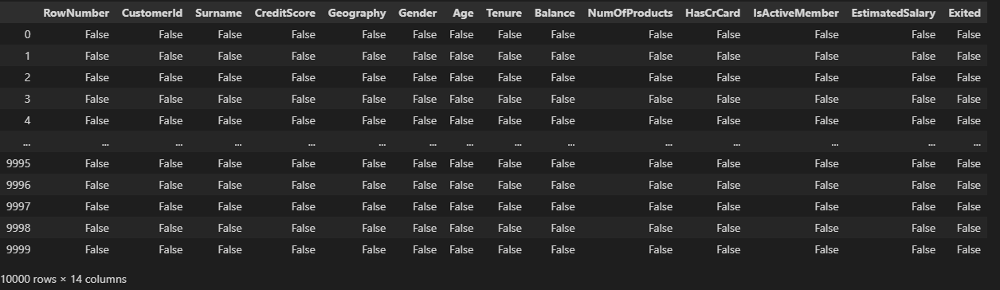 RowNumber CustomerId Surname CreditScore Geography Gender Age Tenure Balance NumOfProducts HasCrCard IsActiveMember EstimatedSalary Exited
0 False False False False False False False False False False False False False False
1 False False False False False False False False False False False False False False
2 False False False False False False False False False False False False False False
3 False False False False False False False False False False False False False False
4 False False False False False False False False False False False False False False
... ... ... ... ... ... ... ... ... ... ... ... ... ... ...
9995 False False False False False False False False False False False False False False
9996 False False False False False False False False False False False False False False
9997 False False False False False False False False False False False False False False
9998 False False False False False False False False False False False False False False
9999 False False False False False False False False False False False False False False
10000 rows × 14 columns